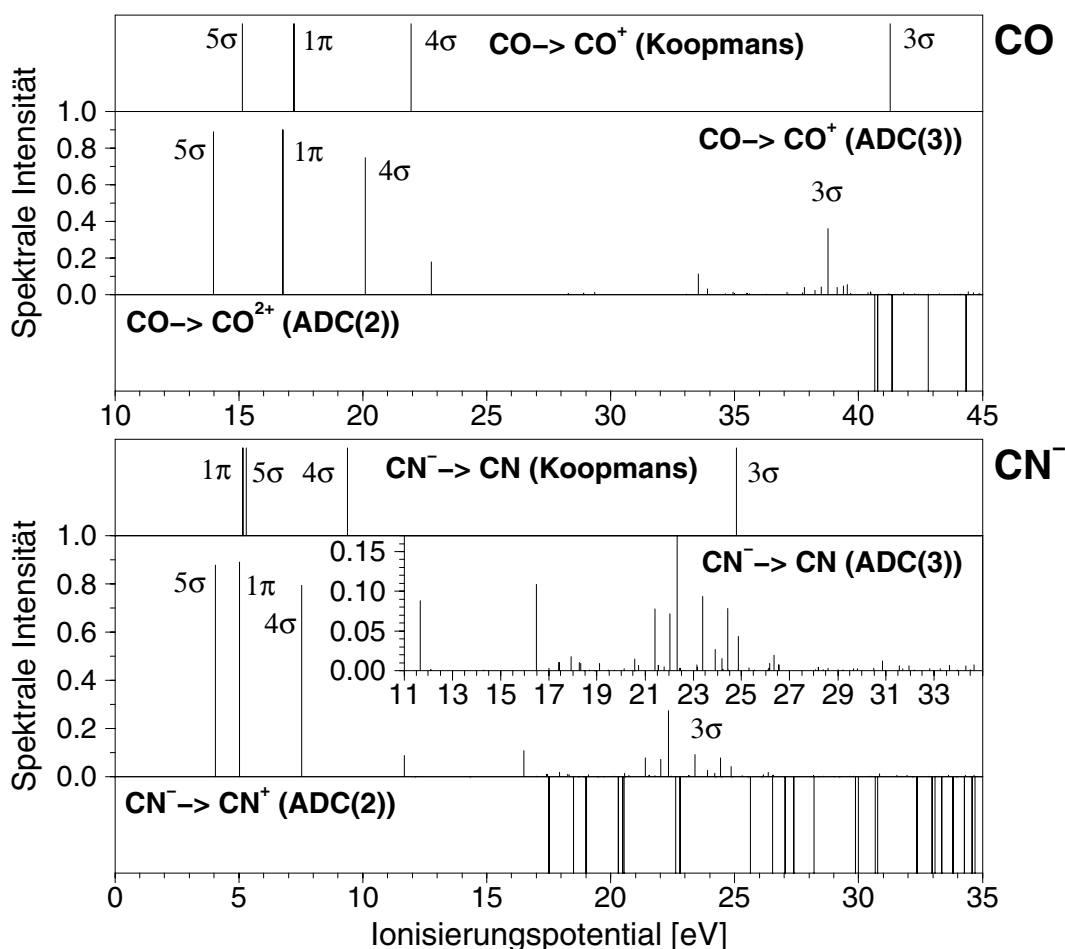 5σ 1π 4σ CO−> CO⁺ (Koopmans) 3σ CO
1.0
CO−> CO⁺ (ADC(3))
0.8
5σ 1π 4σ
0.6
3σ
0.4
0.2
0.0
Spektrale Intensität
CO−> CO²⁺ (ADC(2))
10 15 20 25 30 35 40 45
1π 5σ 4σ CN⁻−> CN (Koopmans) 3σ CN⁻
1.0
0.15 CN⁻−> CN (ADC(3))
0.8
5σ 1π 0.10
4σ
0.6
0.05
0.00
0.4
11 13 15 17 19 21 23 25 27 29 31 33
0.2
3σ
0.0
Spektrale Intensität
CN⁻−> CN⁺ (ADC(2))
0 5 10 15 20 25 30 35
Ionisierungspotential [eV]